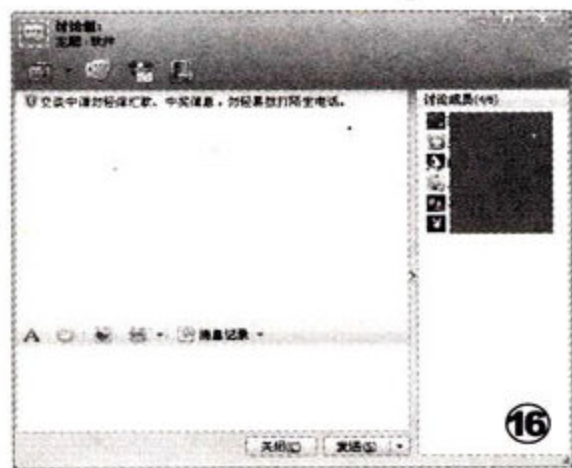 讨论组:
主题:软件
交谈中请勿轻信汇款、中奖信息,勿轻易拨打陌生电话。
讨论成员(4/6)
A
消息记录
关闭(C) 发送(S)
16